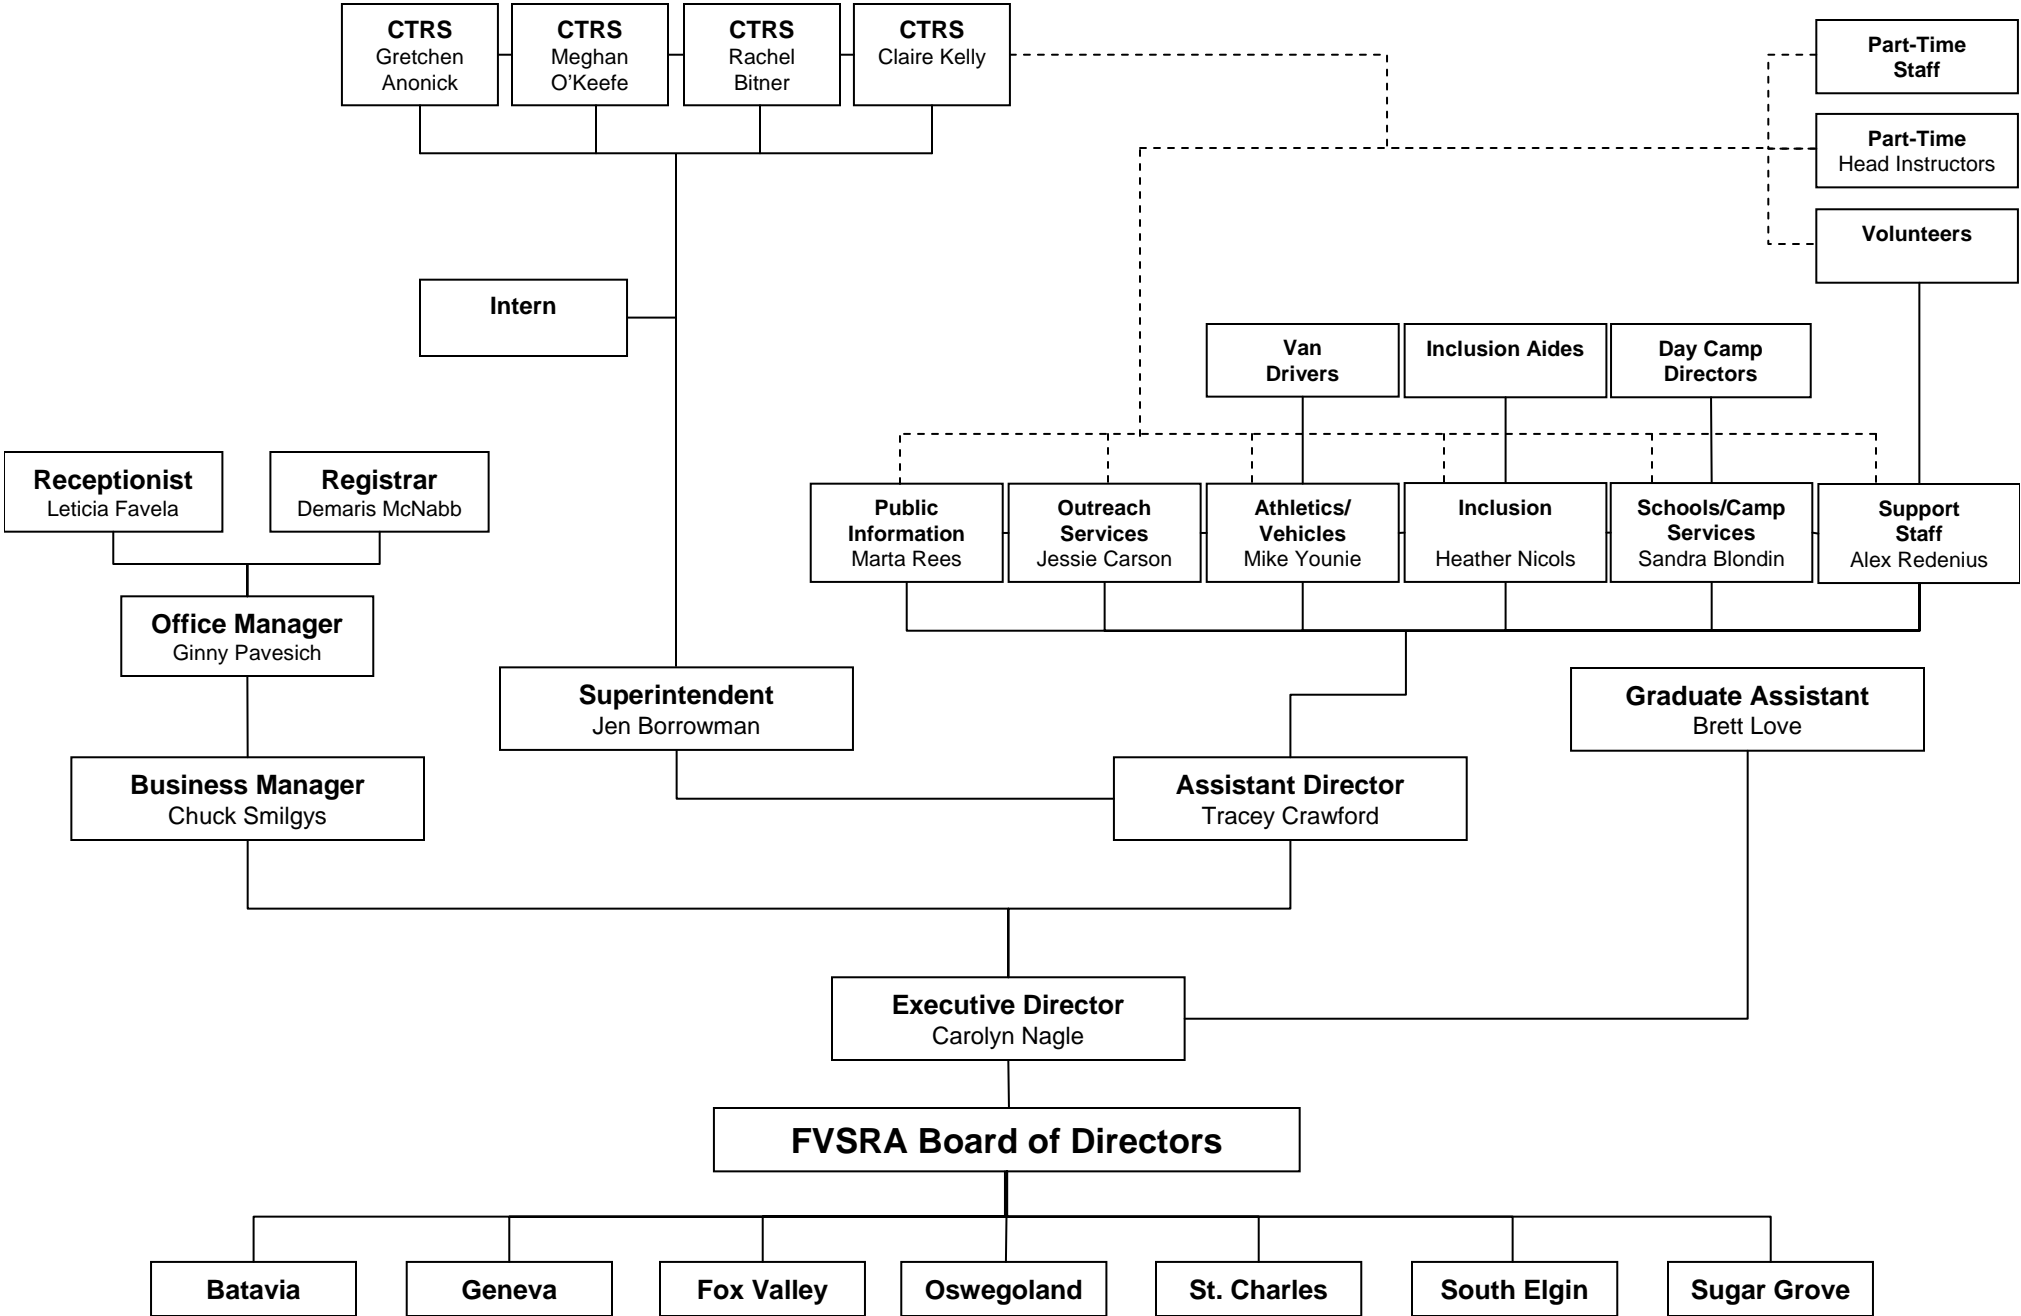 CTRS
Gretchen
Anonick
CTRS
Meghan
O'Keefe
CTRS
Rachel
Bitner
CTRS
Claire Kelly
Part-Time
Staff
Part-Time
Head Instructors
Volunteers
Intern
Van
Drivers
Inclusion Aides
Day Camp
Directors
Receptionist
Leticia Favela
Registrar
Demaris McNabb
Public
Information
Marta Rees
Outreach
Services
Jessie Carson
Athletics/
Vehicles
Mike Younie
Inclusion
Heather Nicols
Schools/Camp
Services
Sandra Blondin
Support
Staff
Alex Redenius
Office Manager
Ginny Pavesich
Superintendent
Jen Borrowman
Graduate Assistant
Brett Love
Business Manager
Chuck Smilgys
Assistant Director
Tracey Crawford
Executive Director
Carolyn Nagle
FVSRA Board of Directors
Batavia
Geneva
Fox Valley
Oswegoland
St. Charles
South Elgin
Sugar Grove